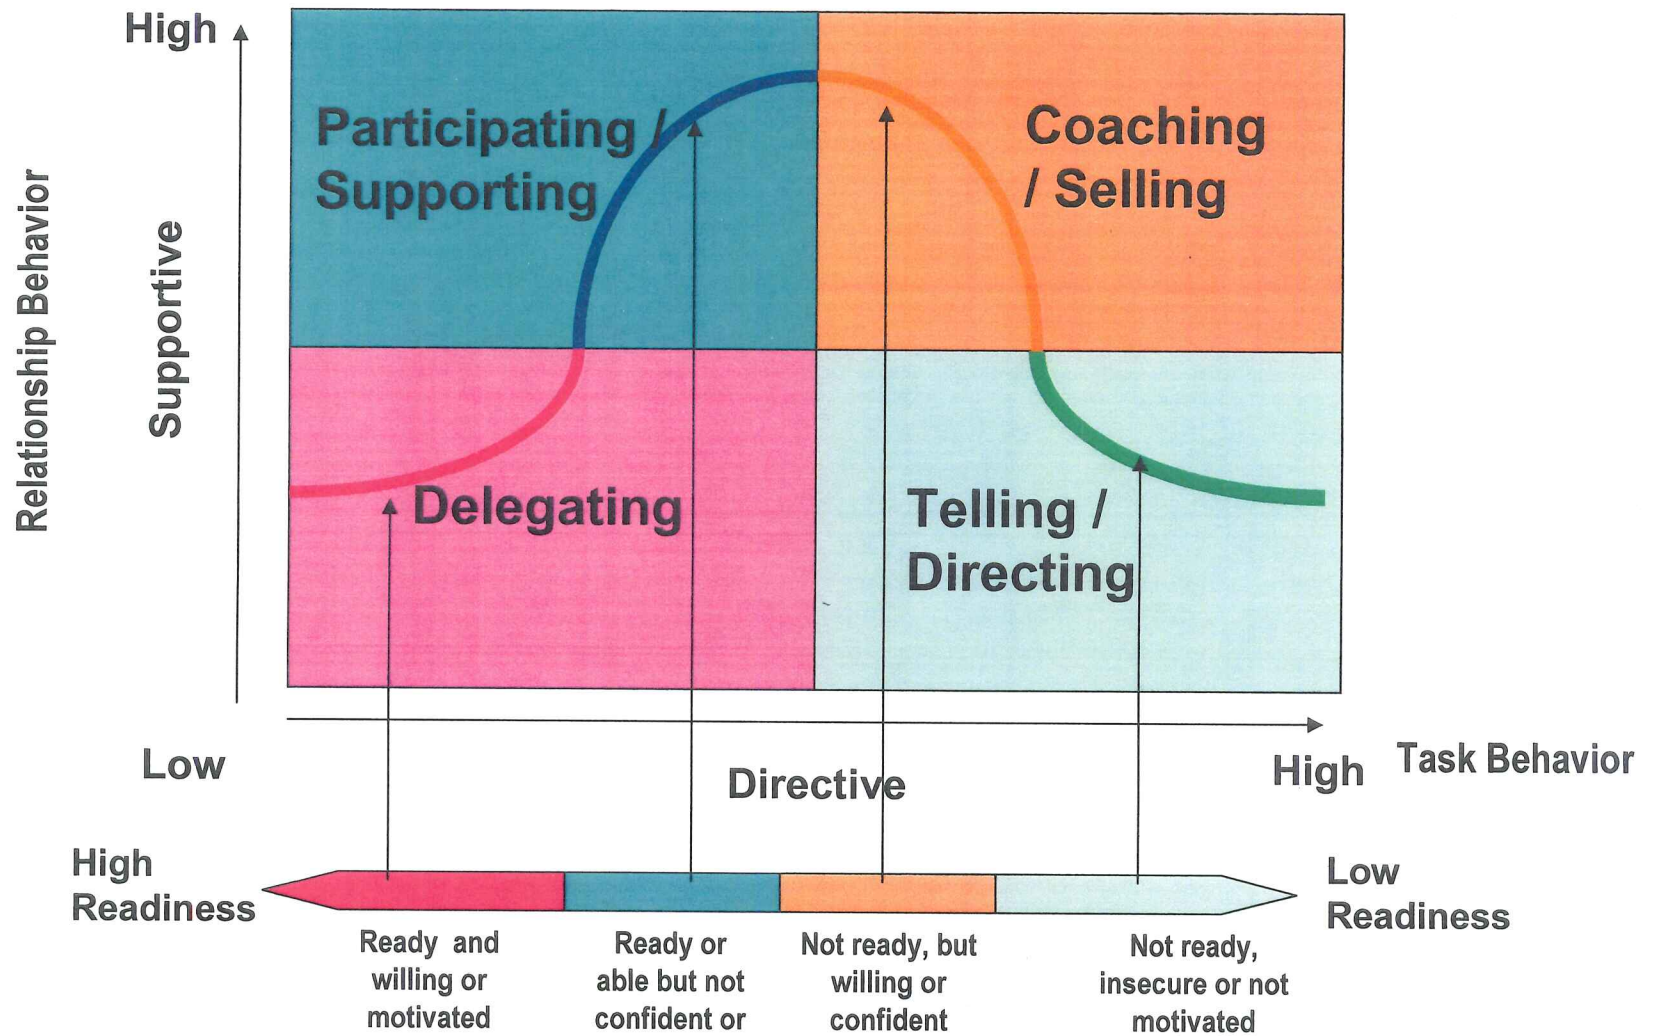 High
Participating /
Supporting
Coaching
/ Selling
Relationship Behavior
Supportive
Delegating
Telling /
Directing
Low
Directive
High
Task Behavior
High
Readiness
Low
Readiness
Ready and
willing or
motivated
Ready or
able but not
confident or
Not ready, but
willing or
confident
Not ready,
insecure or not
motivated